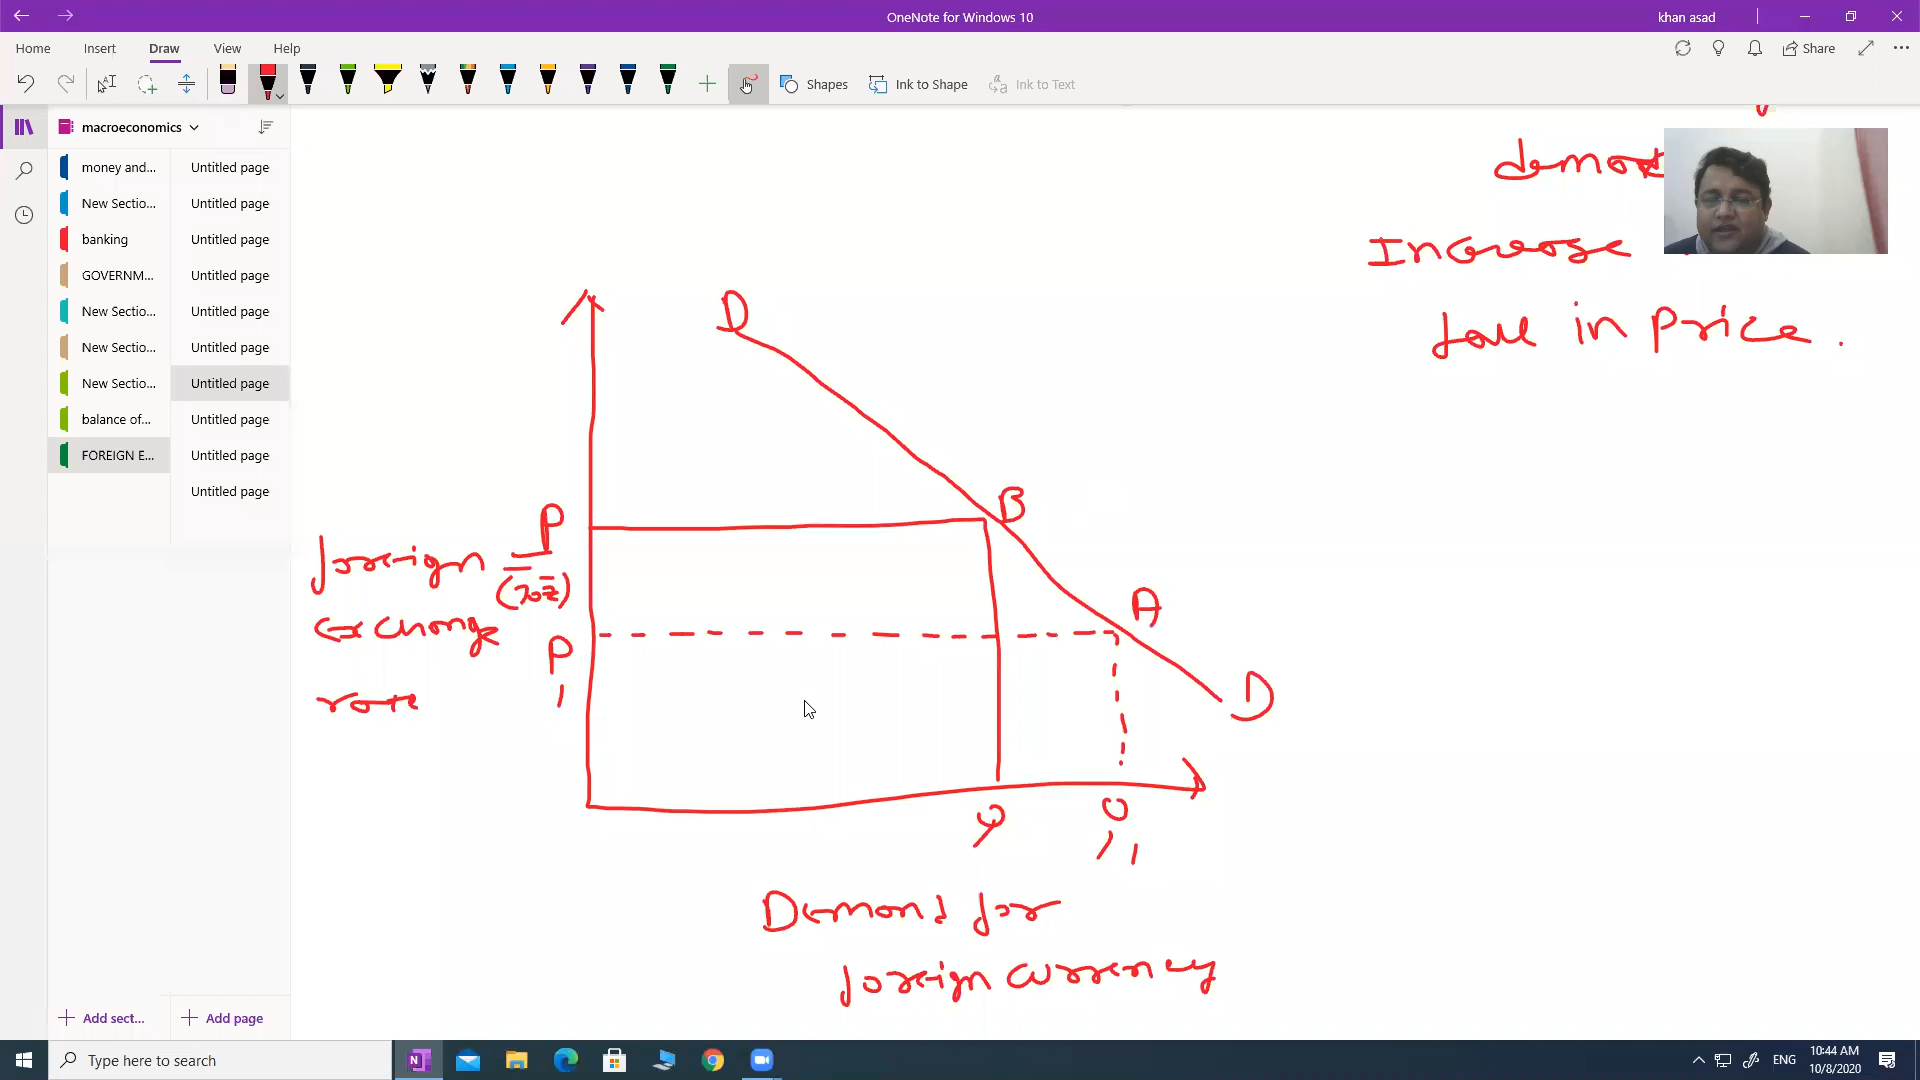 OneNote for Windows 10
khan asad
Home
Insert
Draw
View
Help
Share
Shapes
Ink to Shape
Ink to Text
macroeconomics
money and...
New Sectio...
banking
GOVERNM...
New Sectio...
New Sectio...
New Sectio...
balance of...
FOREIGN E...
Untitled page
Untitled page
Untitled page
Untitled page
Untitled page
Untitled page
Untitled page
Untitled page
Untitled page
Untitled page
Increase
fall in price.
D
B
P
foreign
exchange
rate
P1
A
D
Q
Q1
Demand for
foreign currency
Add sect...
Add page
Type here to search
ENG
10:44 AM
10/8/2020